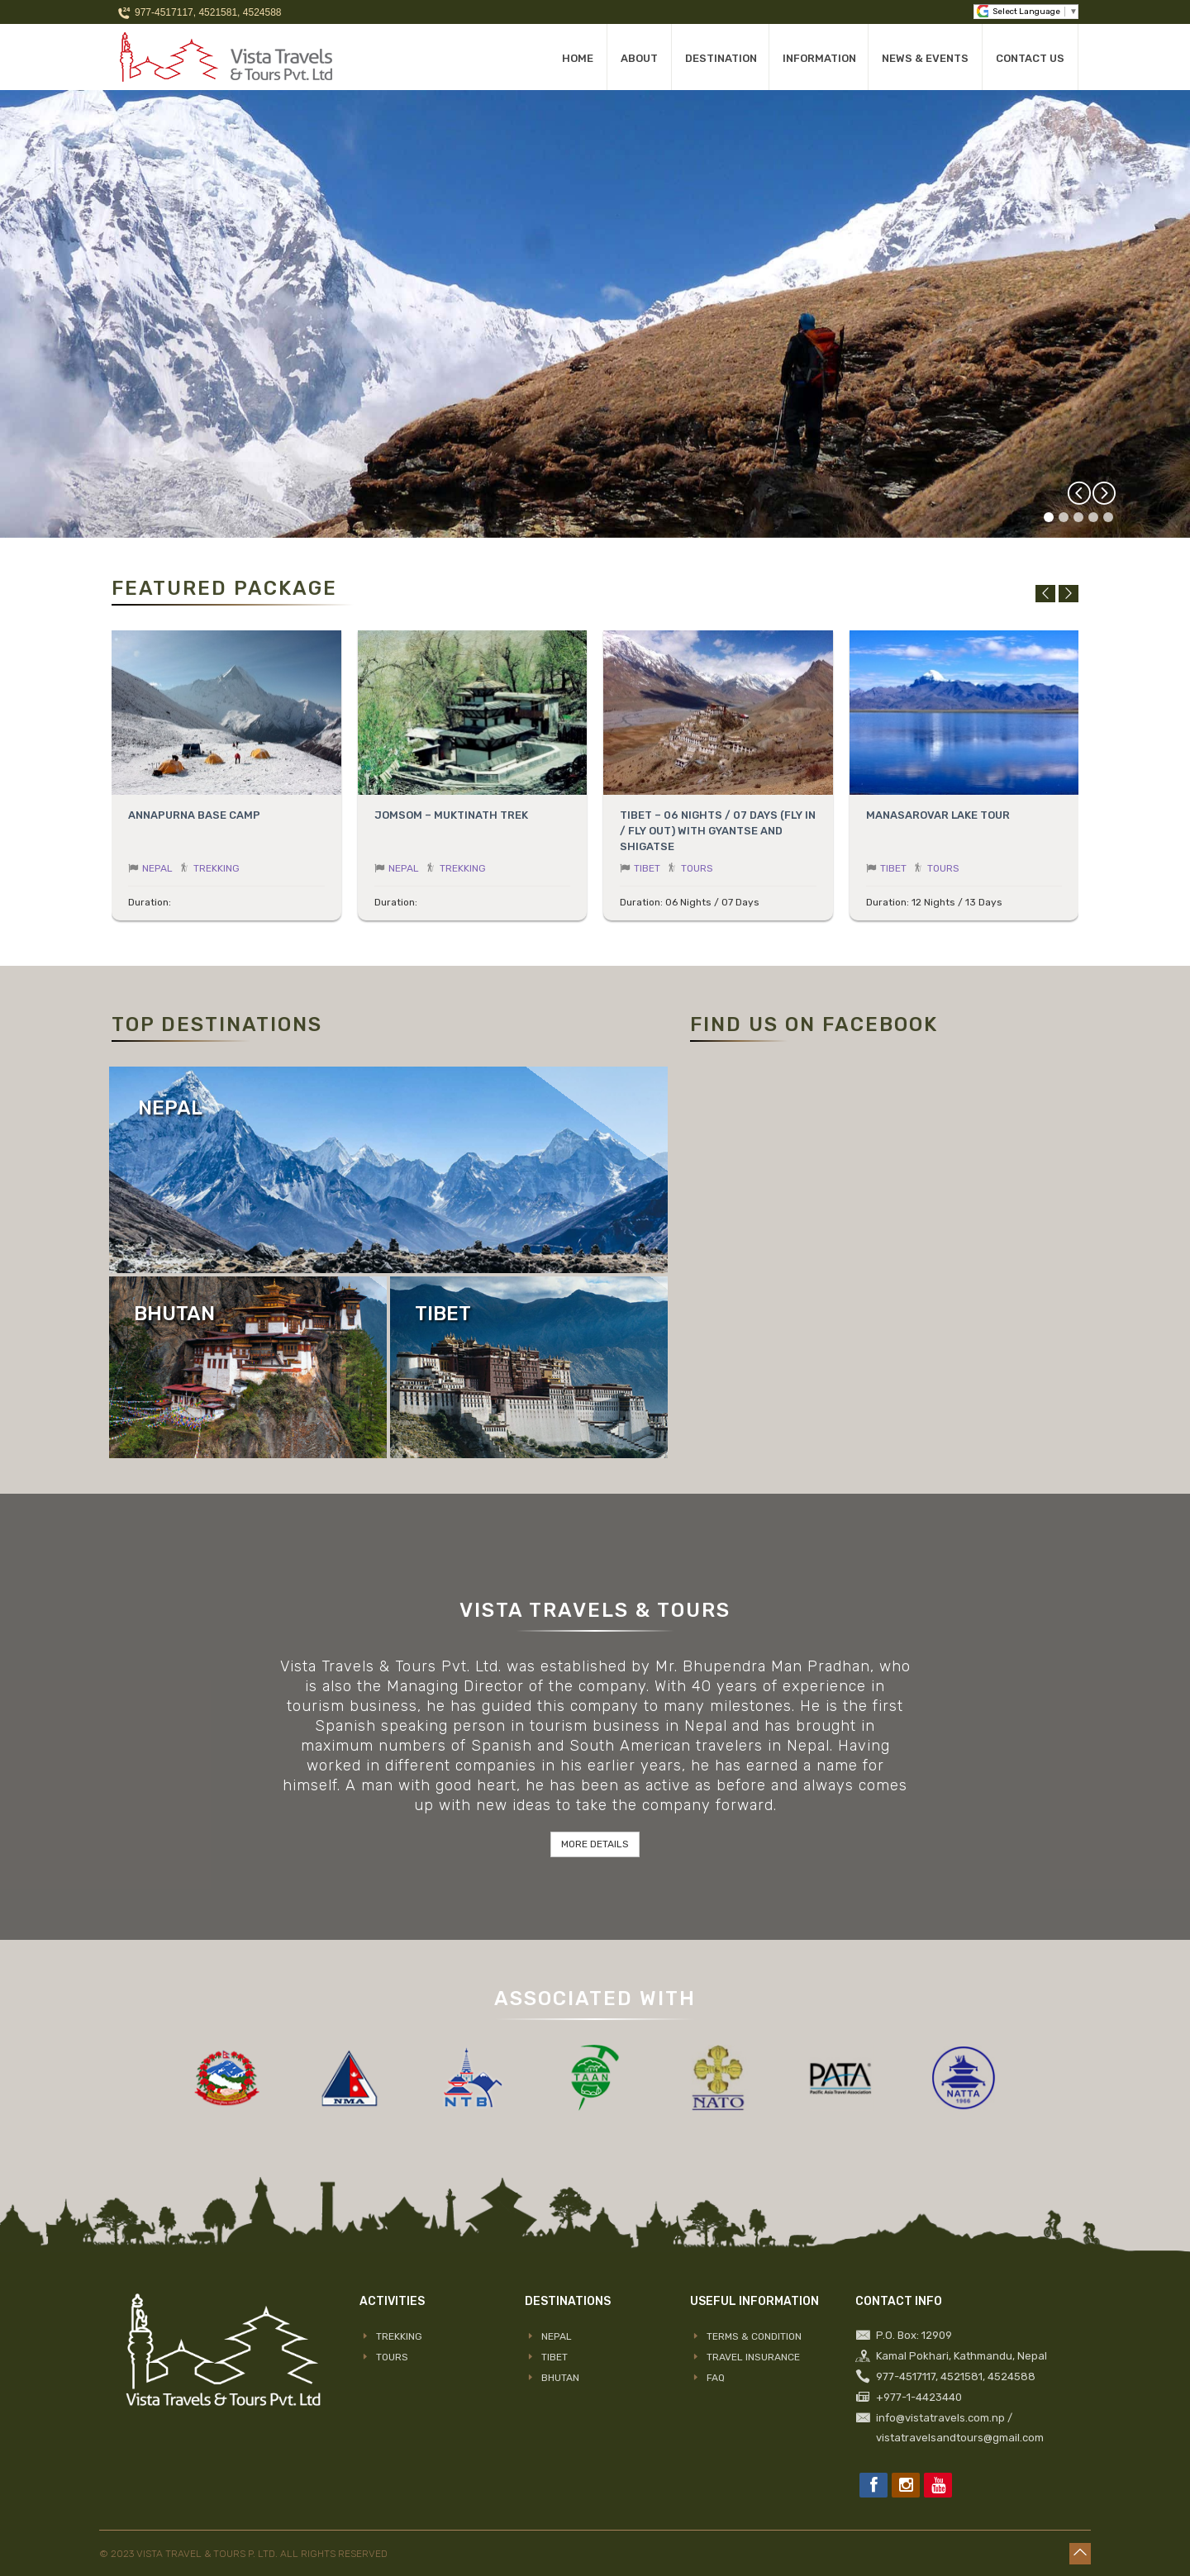 977-4517117, 4521581, 4524588
Select Language ▼
Vista Travels
& Tours Pvt. Ltd
HOME
ABOUT
DESTINATION
INFORMATION
NEWS & EVENTS
CONTACT US
FEATURED PACKAGE
ANNAPURNA BASE CAMP
NEPAL TREKKING
Duration:
JOMSOM – MUKTINATH TREK
NEPAL TREKKING
Duration:
TIBET – 06 NIGHTS / 07 DAYS (FLY IN
/ FLY OUT) WITH GYANTSE AND
SHIGATSE
TIBET TOURS
Duration: 06 Nights / 07 Days
MANASAROVAR LAKE TOUR
TIBET TOURS
Duration: 12 Nights / 13 Days
TOP DESTINATIONS
NEPAL
BHUTAN
TIBET
FIND US ON FACEBOOK
VISTA TRAVELS & TOURS
Vista Travels & Tours Pvt. Ltd. was established by Mr. Bhupendra Man Pradhan, who
is also the Managing Director of the company. With 40 years of experience in
tourism business, he has guided this company to many milestones. He is the first
Spanish speaking person in tourism business in Nepal and has brought in
maximum numbers of Spanish and South American travelers in Nepal. Having
worked in different companies in his earlier years, he has earned a name for
himself. A man with good heart, he has been as active as before and always comes
up with new ideas to take the company forward.
MORE DETAILS
ASSOCIATED WITH
NMA
NTB
TAAN
NATO
PATA
Pacific Asia Travel Association
NATTA
1966
Vista Travels & Tours Pvt. Ltd
ACTIVITIES
TREKKING
TOURS
DESTINATIONS
NEPAL
TIBET
BHUTAN
USEFUL INFORMATION
TERMS & CONDITION
TRAVEL INSURANCE
FAQ
CONTACT INFO
P.O. Box: 12909
Kamal Pokhari, Kathmandu, Nepal
977-4517117, 4521581, 4524588
+977-1-4423440
info@vistatravels.com.np /
vistatravelsandtours@gmail.com
You
Tube
© 2023 VISTA TRAVEL & TOURS P. LTD. ALL RIGHTS RESERVED